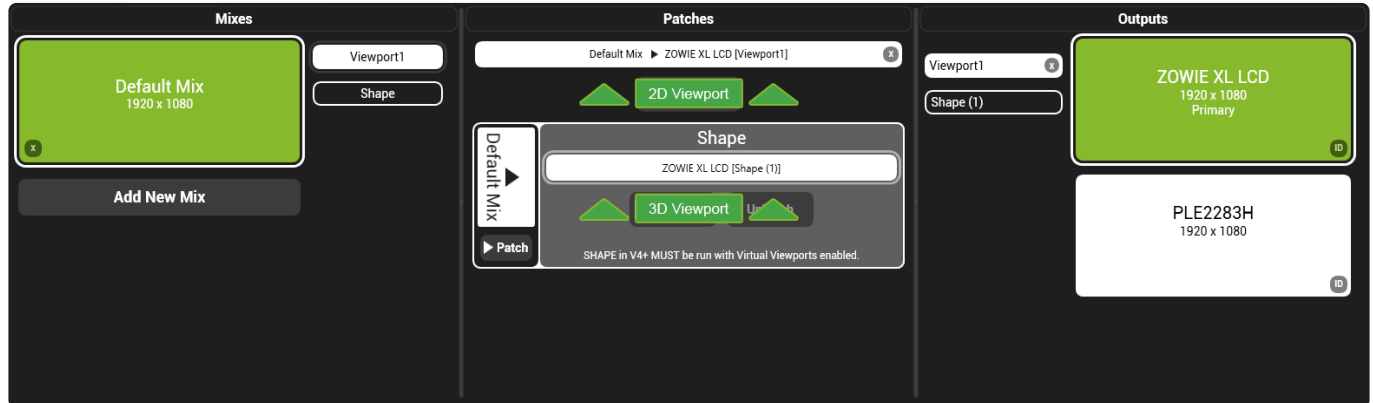 Mixes
Default Mix
1920 x 1080
X
Add New Mix
Viewport1
Shape
Patches
Default Mix ▶ ZOWIE XL LCD [Viewport1]
X
2D Viewport
Default Mix
▶ Patch
Shape
ZOWIE XL LCD [Shape (1)]
3D Viewport
SHAPE in V4+ MUST be run with Virtual Viewports enabled.
Outputs
Viewport1
X
Shape (1)
ZOWIE XL LCD
1920 x 1080
Primary
ID
PLE2283H
1920 x 1080
ID